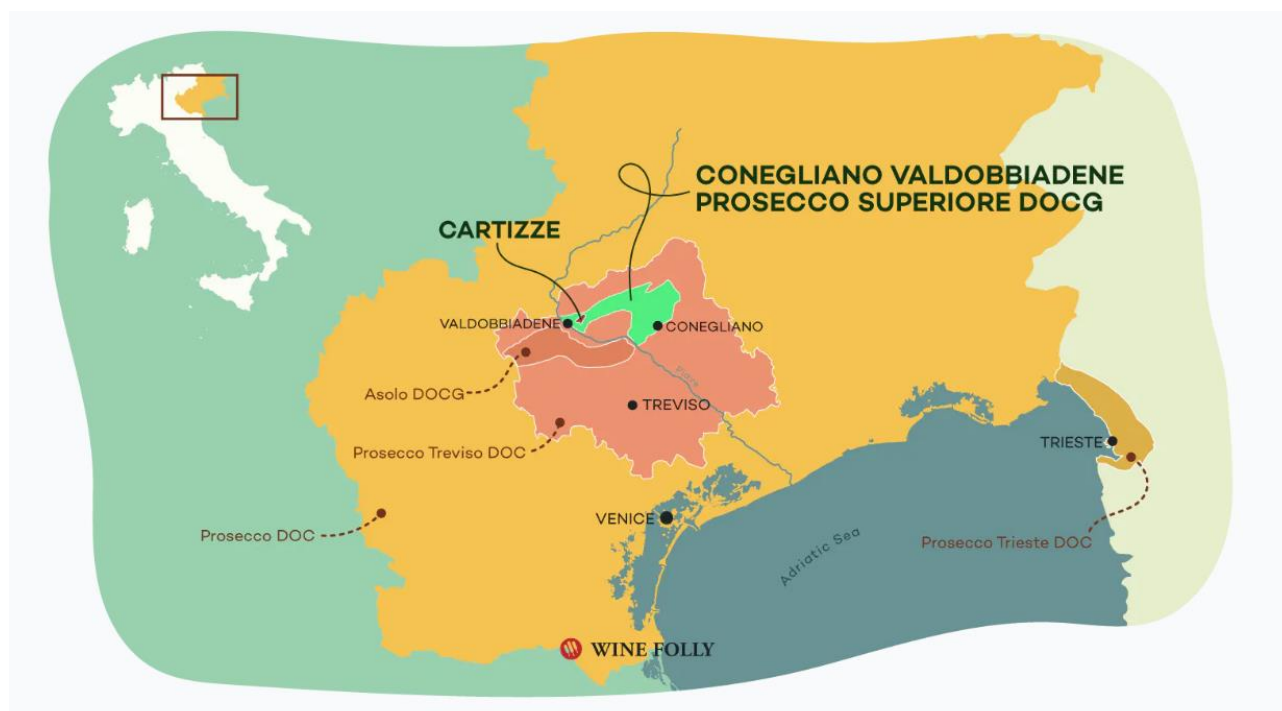 CONEGLIANO VALDOBBIADENE
PROSECCO SUPERIORE DOCG
CARTIZZE
VALDOBBIADENE
CONEGLIANO
Asolo DOCG
Piave
TREVISO
Prosecco Treviso DOC
TRIESTE
Prosecco DOC
VENICE
Adriatic Sea
Prosecco Trieste DOC
WINE FOLLY